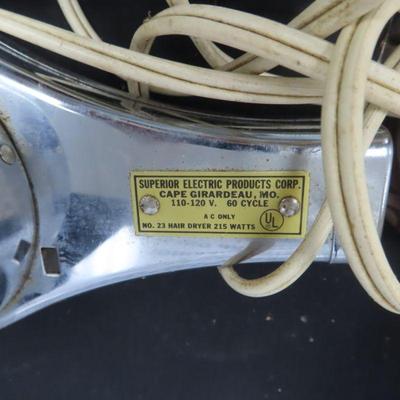 SUPERIOR ELECTRIC PRODUCTS CORP.
CAPE GIRARDEAU, MO.
110-120 V. 60 CYCLE
A C ONLY
UL
NO. 23 HAIR DRYER 215 WATTS